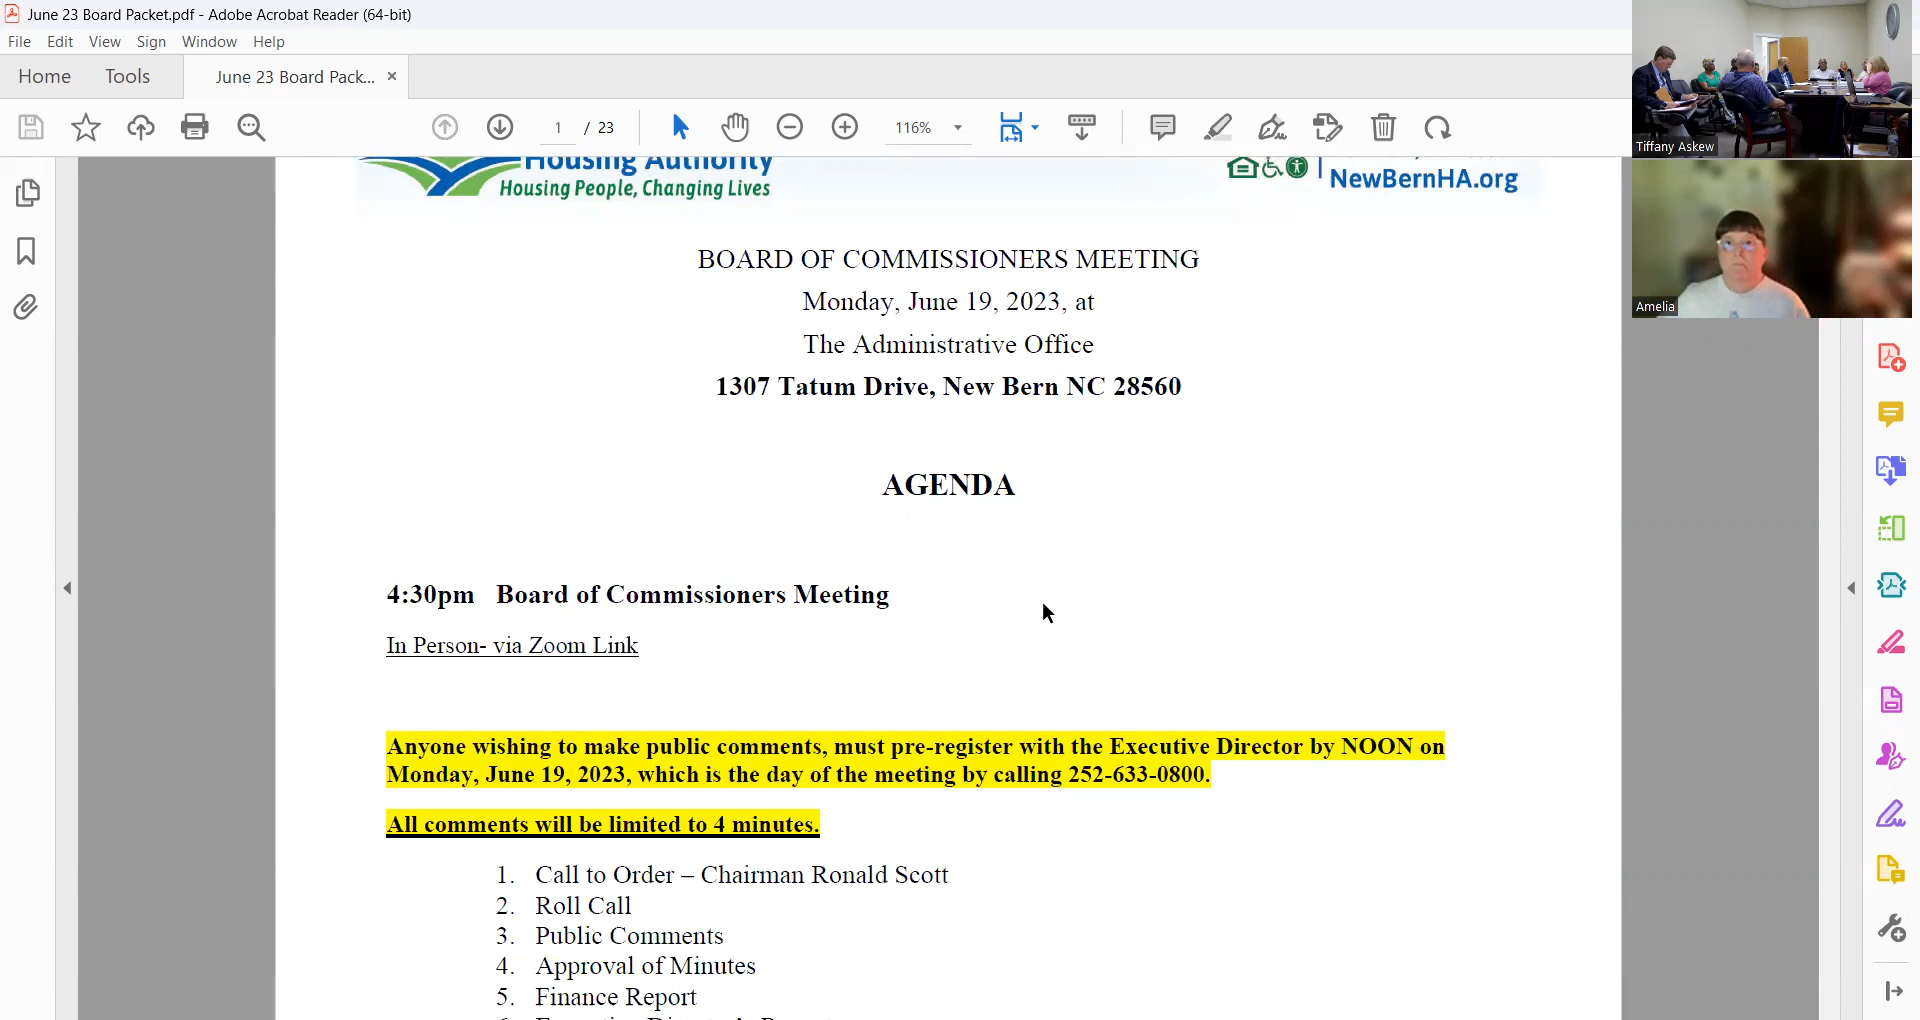 June 23 Board Packet.pdf - Adobe Acrobat Reader (64-bit)
File Edit View Sign Window Help
Home Tools June 23 Board Pack... ×
1 / 23 116%
Tiffany Askew
Amelia
Housing Authority
Housing People, Changing Lives
NewBernHA.org
BOARD OF COMMISSIONERS MEETING
Monday, June 19, 2023, at
The Administrative Office
1307 Tatum Drive, New Bern NC 28560
AGENDA
4:30pm Board of Commissioners Meeting
In Person- via Zoom Link
Anyone wishing to make public comments, must pre-register with the Executive Director by NOON on
Monday, June 19, 2023, which is the day of the meeting by calling 252-633-0800.
All comments will be limited to 4 minutes.
1. Call to Order – Chairman Ronald Scott
2. Roll Call
3. Public Comments
4. Approval of Minutes
5. Finance Report